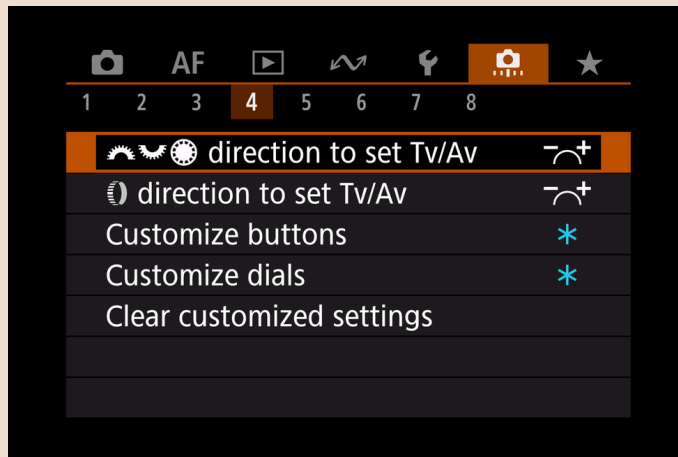 AF
1 2 3 4 5 6 7 8
direction to set Tv/Av - +
direction to set Tv/Av - +
Customize buttons *
Customize dials *
Clear customized settings